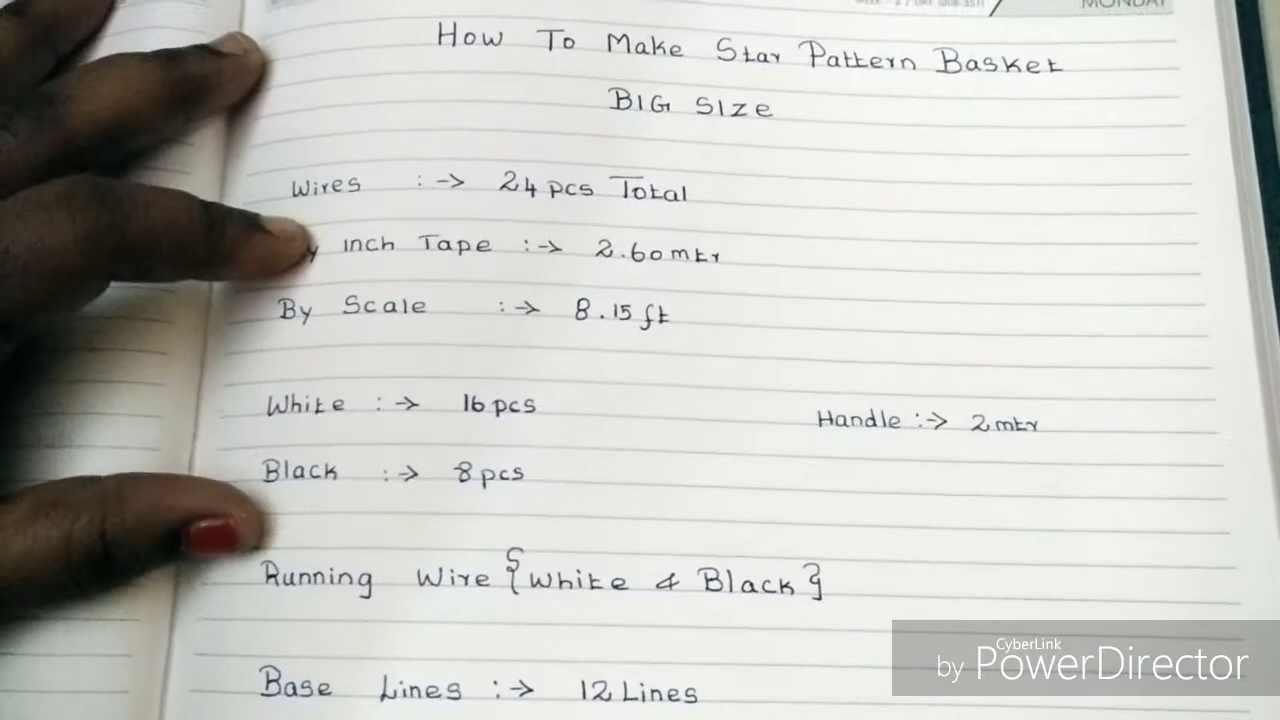 MONDAY
How To Make Star Pattern Basket
BIG SIZE
Wires :-> 24 pcs Total
inch Tape :-> 2.60 mtr
By Scale :-> 8.15 ft
White :-> 16 pcs
Handle :-> 2 mtr
Black :-> 8 pcs
Running Wire {White & Black}
Base Lines :-> 12 Lines
CyberLink
by PowerDirector